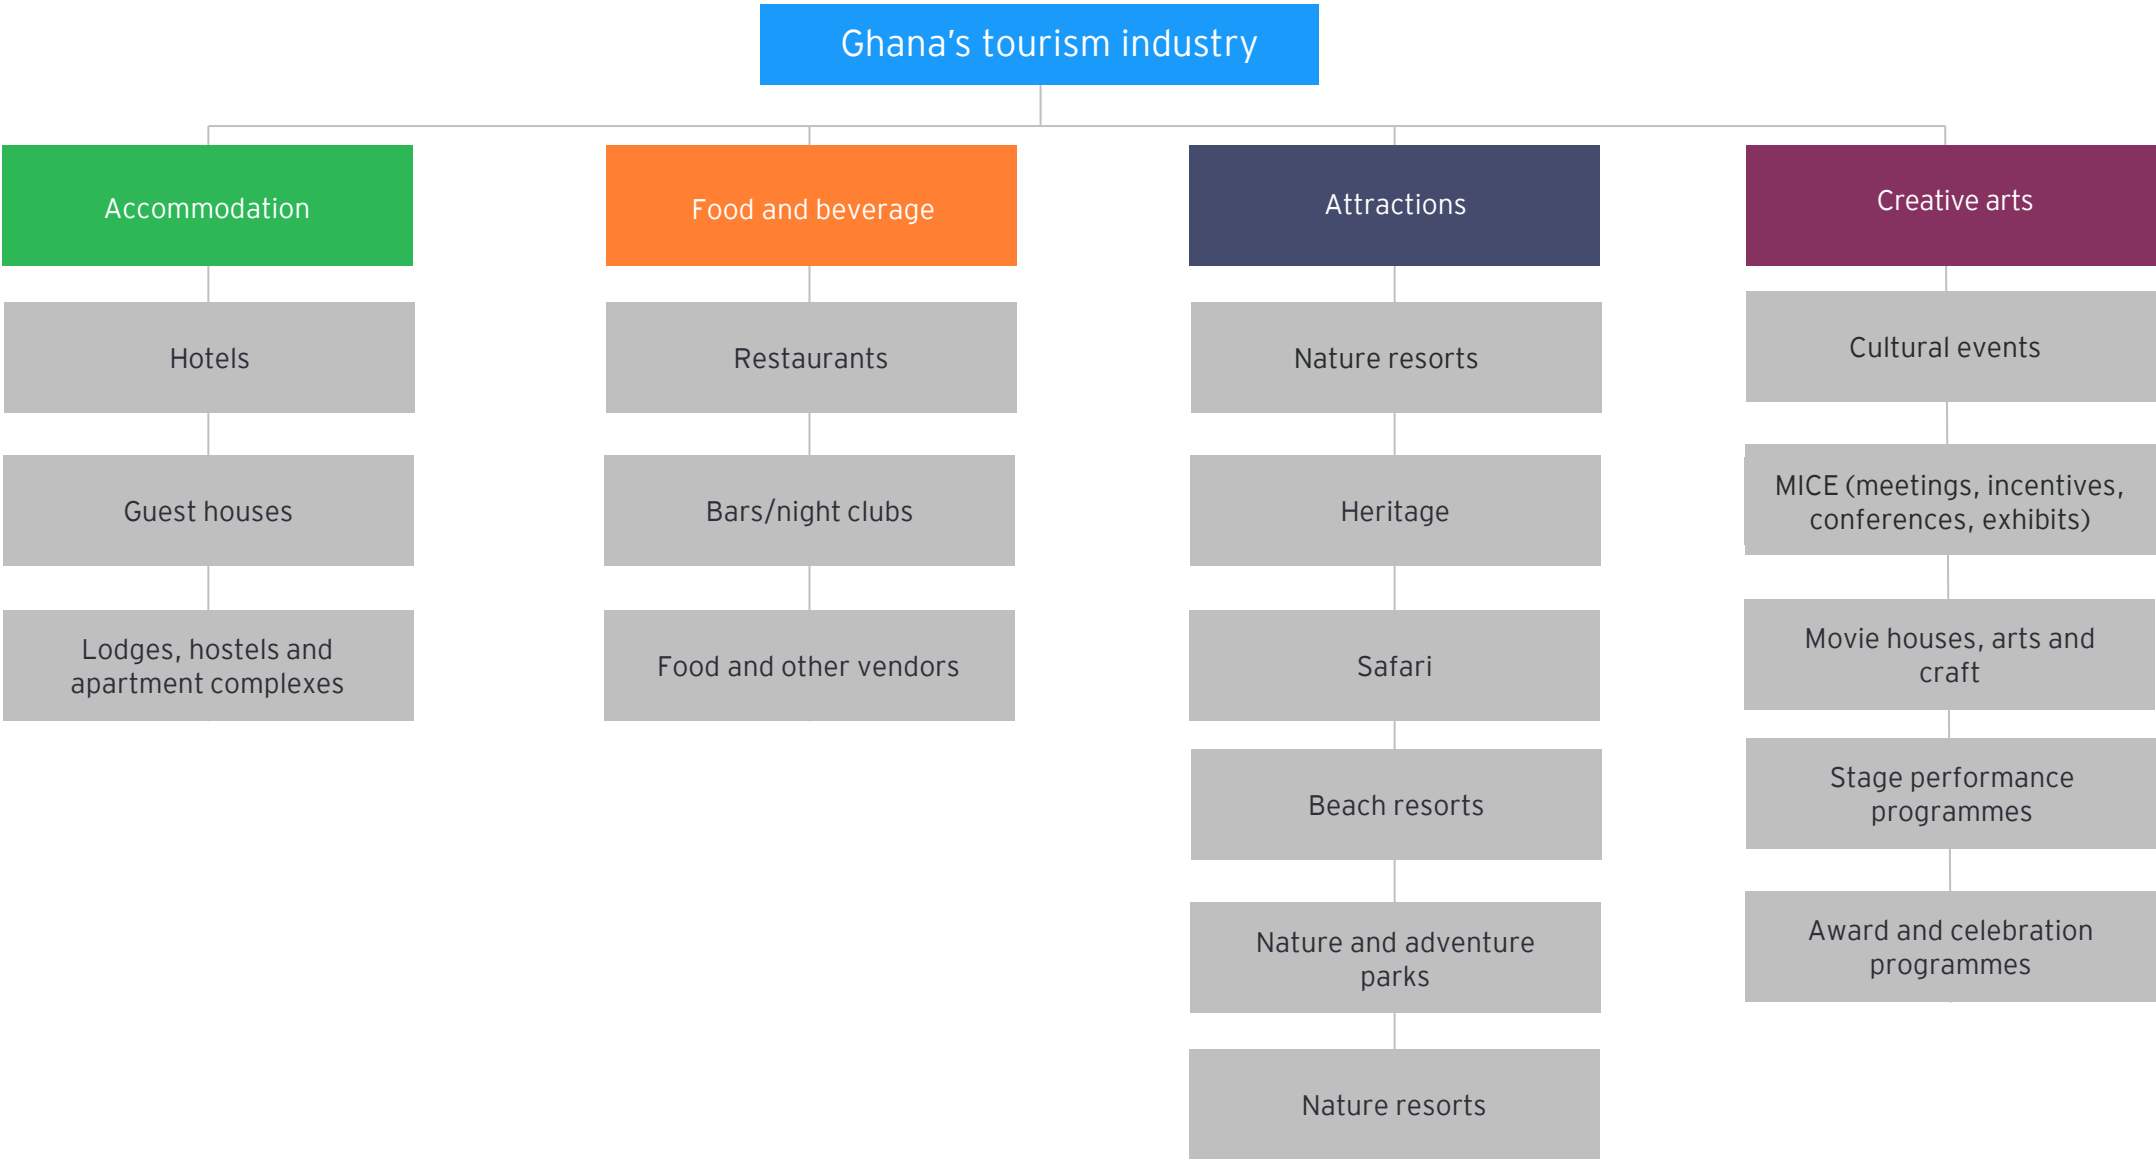 Ghana's tourism industry
Accommodation
Hotels
Guest houses
Lodges, hostels and
apartment complexes
Food and beverage
Restaurants
Bars/night clubs
Food and other vendors
Attractions
Nature resorts
Heritage
Safari
Beach resorts
Nature and adventure
parks
Nature resorts
Creative arts
Cultural events
MICE (meetings, incentives,
conferences, exhibits)
Movie houses, arts and
craft
Stage performance
programmes
Award and celebration
programmes